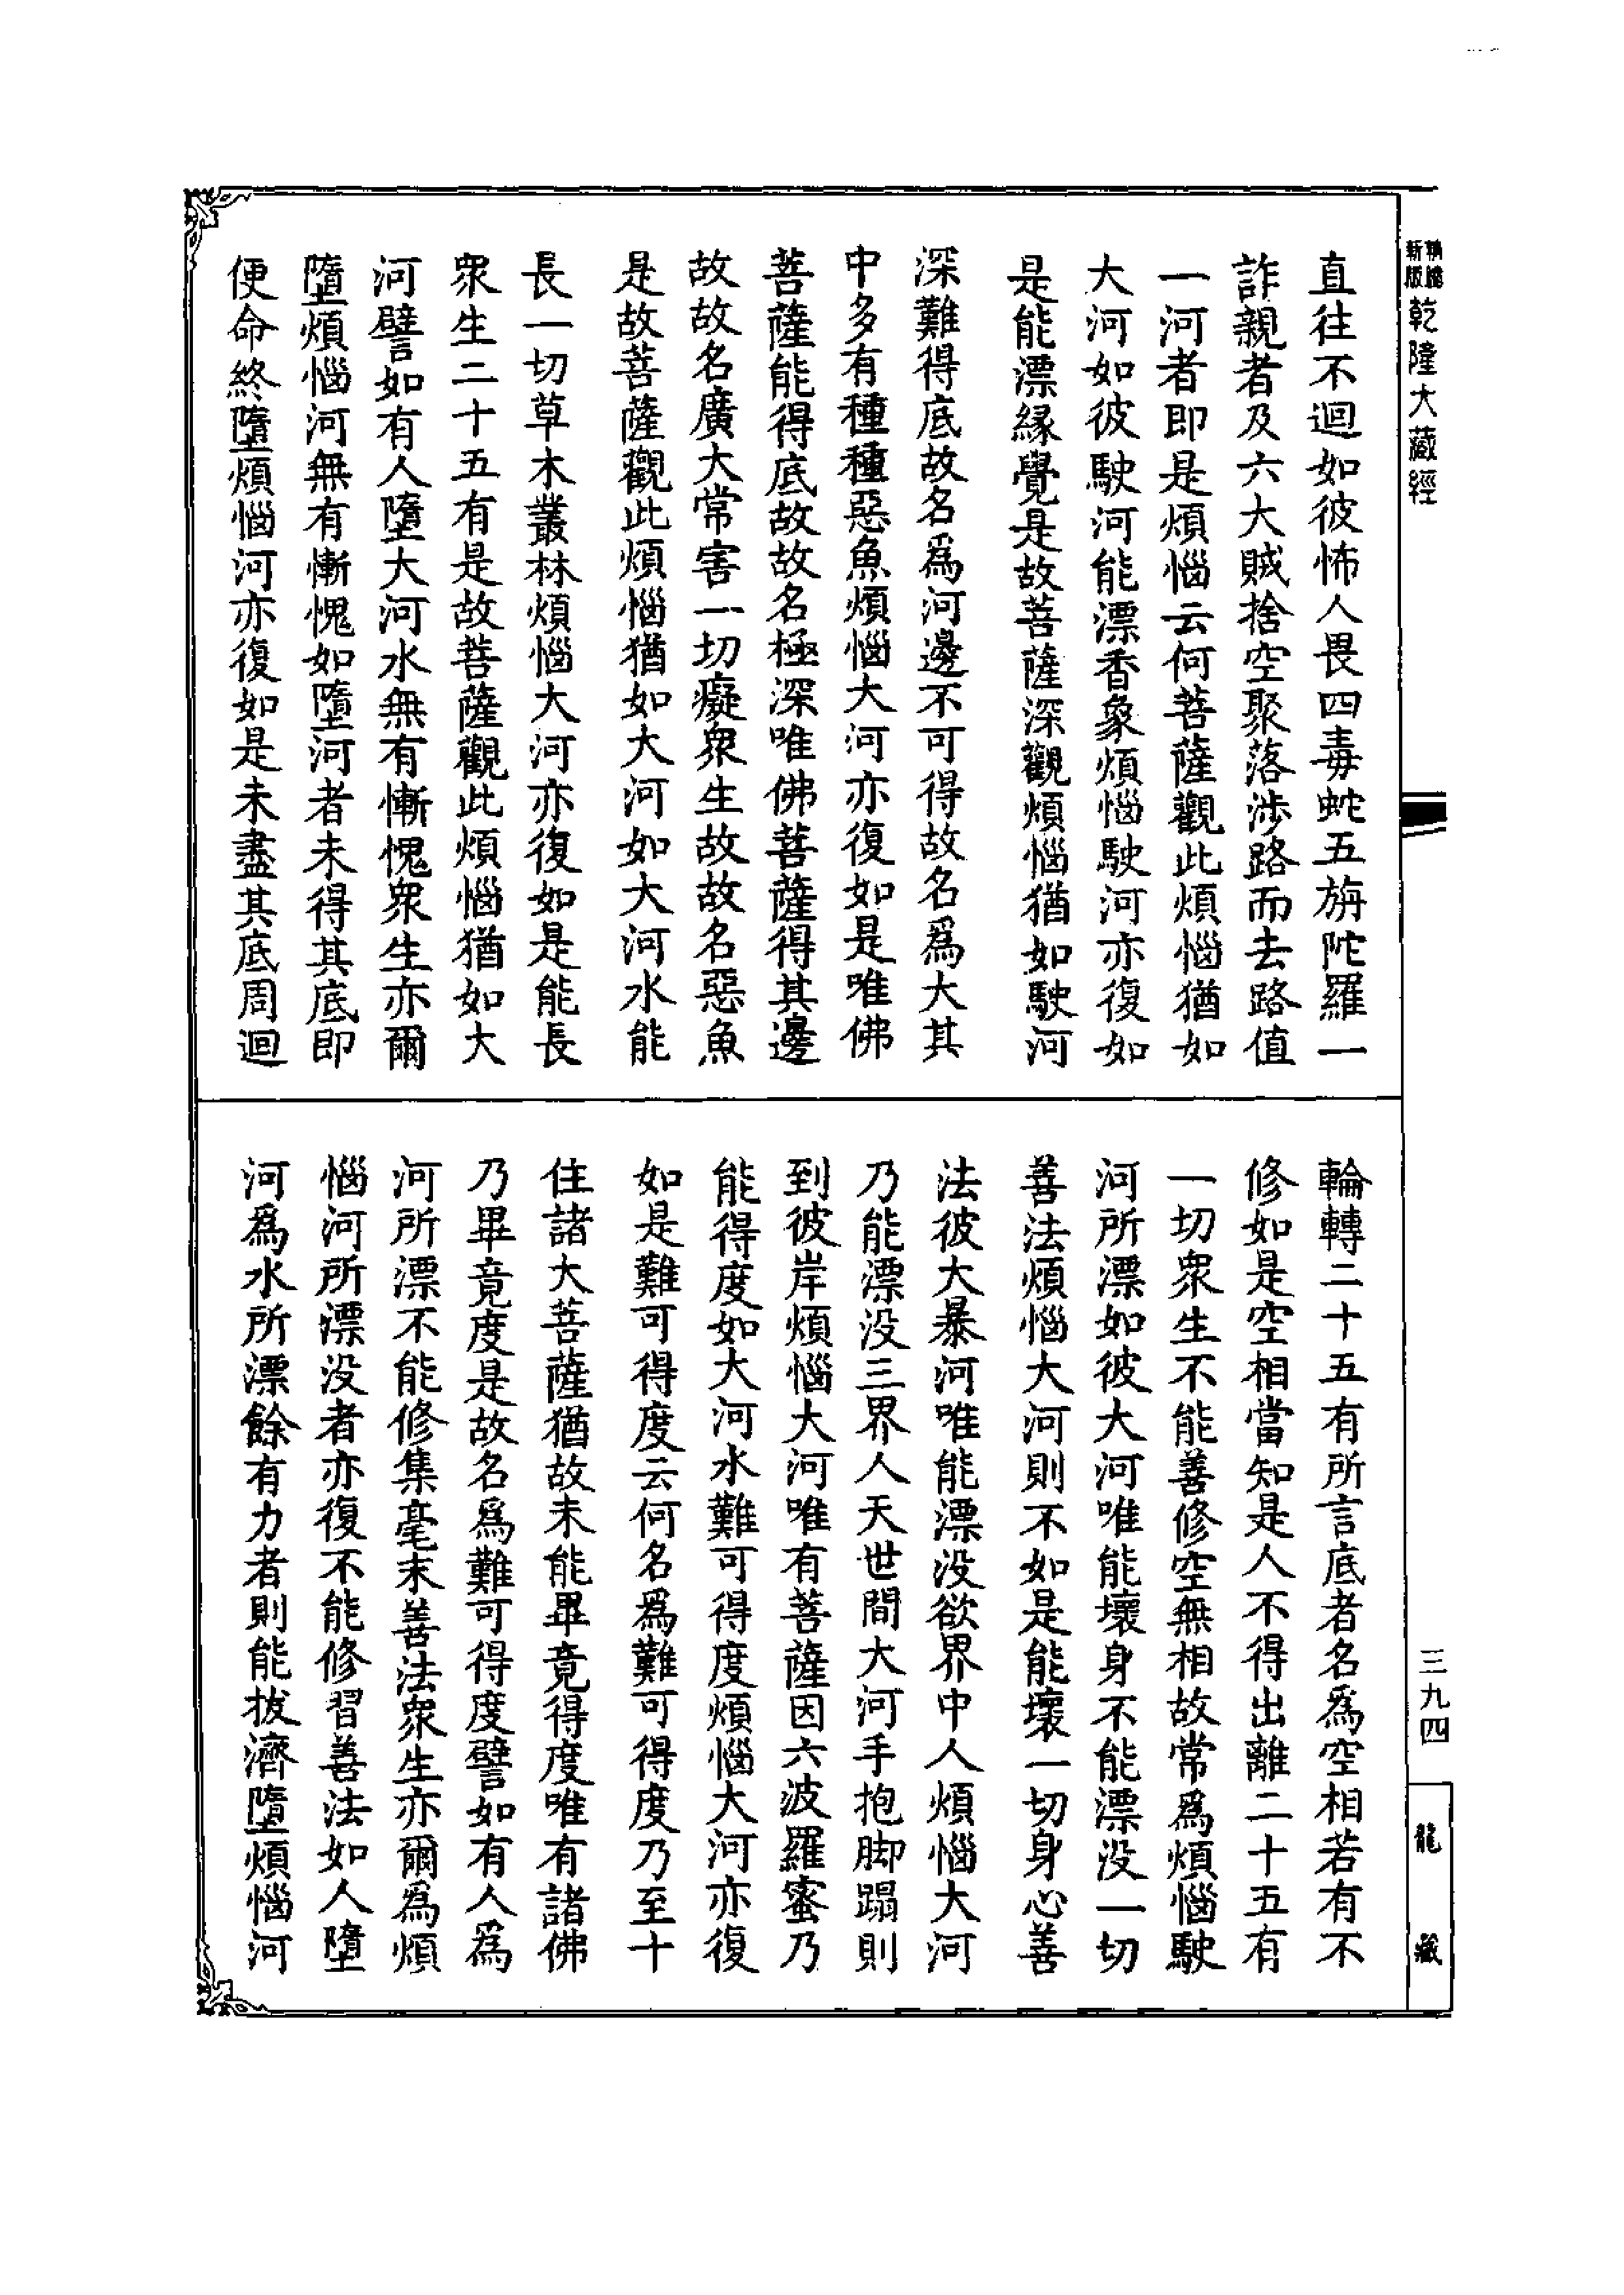 新版
乾隆大藏經
直往不迴如彼怖人畏四毒蛇五旃陀羅一
詐親者及六大賊捨空聚落涉路而去路值
一河者即是煩惱云何菩薩觀此煩惱猶如
大河如彼駛河能漂香象煩惱駛河亦復如
是能漂緣覺是故菩薩深觀煩惱猶如駛河
深難得底故名爲河邊不可得故名爲大其
中多有種種惡魚煩惱大河亦復如是唯佛
菩薩能得底故故名極深唯佛菩薩得其邊
故故名廣大常害一切癡衆生故故名惡魚
是故菩薩觀此煩惱猶如大河如大河水能
長一切草木叢林煩惱大河亦復如是能長
衆生二十五有是故菩薩觀此煩惱猶如大
河譬如有人墮大河水無有慚愧衆生亦爾
墮煩惱河無有慚愧如墮河者未得其底即
便命終墮煩惱河亦復如是未盡其底周迴
輪轉二十五有所言底者名爲空相若有不
修如是空相當知是人不得出離二十五有
一切衆生不能善修空無相故常爲煩惱駛
河所漂如彼大河唯能壞身不能漂没一切
善法煩惱大河則不如是能壞一切身心善
法彼大暴河唯能漂没欲界中人煩惱大河
乃能漂没三界人天世間大河手抱脚蹋則
到彼岸煩惱大河唯有菩薩因六波羅蜜乃
能得度如大河水難可得度煩惱大河亦復
如是難可得度云何名爲難可得度乃至十
住諸大菩薩猶故未能畢竟得度唯有諸佛
乃畢竟度是故名爲難可得度譬如有人爲
河所漂不能修集毫末善法衆生亦爾爲煩
惱河所漂没者亦復不能修習善法如人墮
河爲水所漂餘有力者則能拔濟墮煩惱河
三九四
龍藏